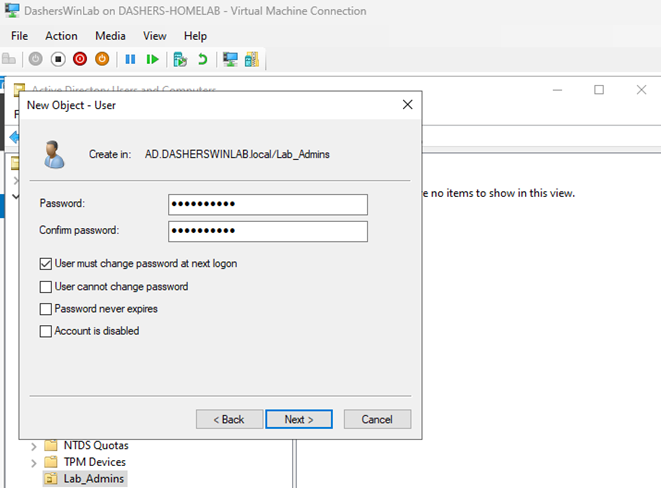 DashersWinLab on DASHERS-HOMELAB - Virtual Machine Connection
File Action Media View Help
Active Directory Users and Computers
New Object - User
Create in: AD.DASHERSWINLAB.local/Lab_Admins
Password: ●●●●●●●●●●
Confirm password: ●●●●●●●●●●
User must change password at next logon
User cannot change password
Password never expires
Account is disabled
< Back Next > Cancel
no items to show in this view.
NTDS Quotas
TPM Devices
Lab_Admins